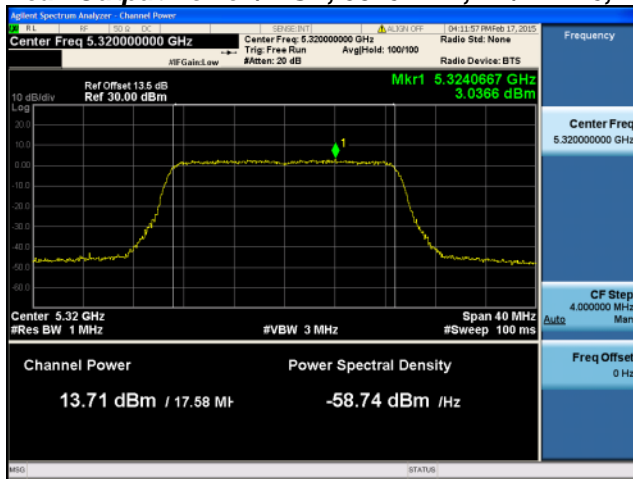 Agilent Spectrum Analyzer - Channel Power
RL RF 50 Ω DC SENSE:INT ALIGN OFF 04:11:57 PM Feb 17, 2015
Center Freq 5.320000000 GHz
Center Freq: 5.320000000 GHz
Radio Std: None
Trig: Free Run Avg|Hold: 100/100
#IFGain:Low #Atten: 20 dB Radio Device: BTS
Frequency
Ref Offset 13.5 dB
Mkr1 5.3240667 GHz
10 dB/div Ref 30.00 dBm 3.0366 dBm
Log
20.0
10.0
1
0.00
-10.0
-20.0
-30.0
-40.0
-50.0
-60.0
Center 5.32 GHz Span 40 MHz
#Res BW 1 MHz #VBW 3 MHz #Sweep 100 ms
Channel Power Power Spectral Density
13.71 dBm / 17.58 MH -58.74 dBm /Hz
Center Freq
5.320000000 GHz
CF Step
4.000000 MHz
Auto Man
Freq Offset
0 Hz
MSG STATUS